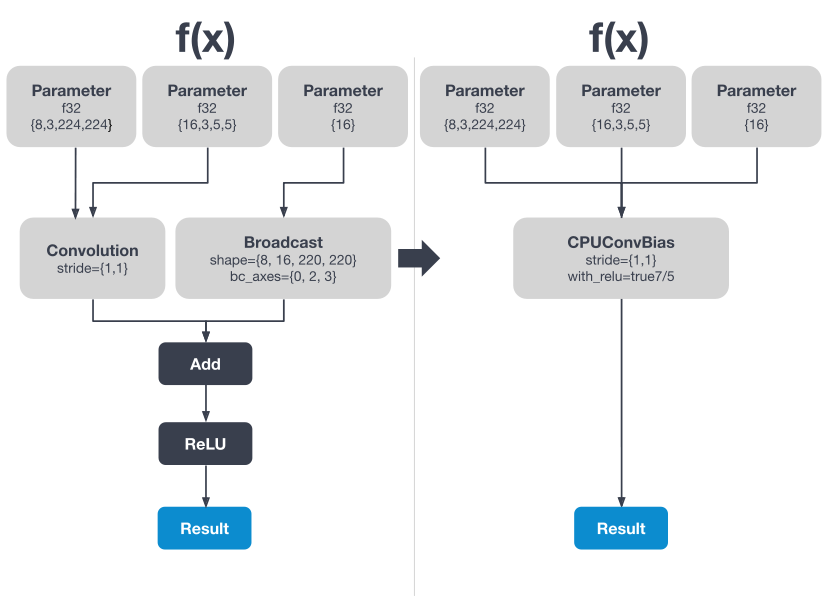 f(x)
Parameter
f32
{8,3,224,224}
Parameter
f32
{16,3,5,5}
Parameter
f32
{16}
Convolution
stride={1,1}
Broadcast
shape={8, 16, 220, 220}
bc_axes={0, 2, 3}
Add
ReLU
Result
f(x)
Parameter
f32
{8,3,224,224}
Parameter
f32
{16,3,5,5}
Parameter
f32
{16}
CPUConvBias
stride={1,1}
with_relu=true7/5
Result